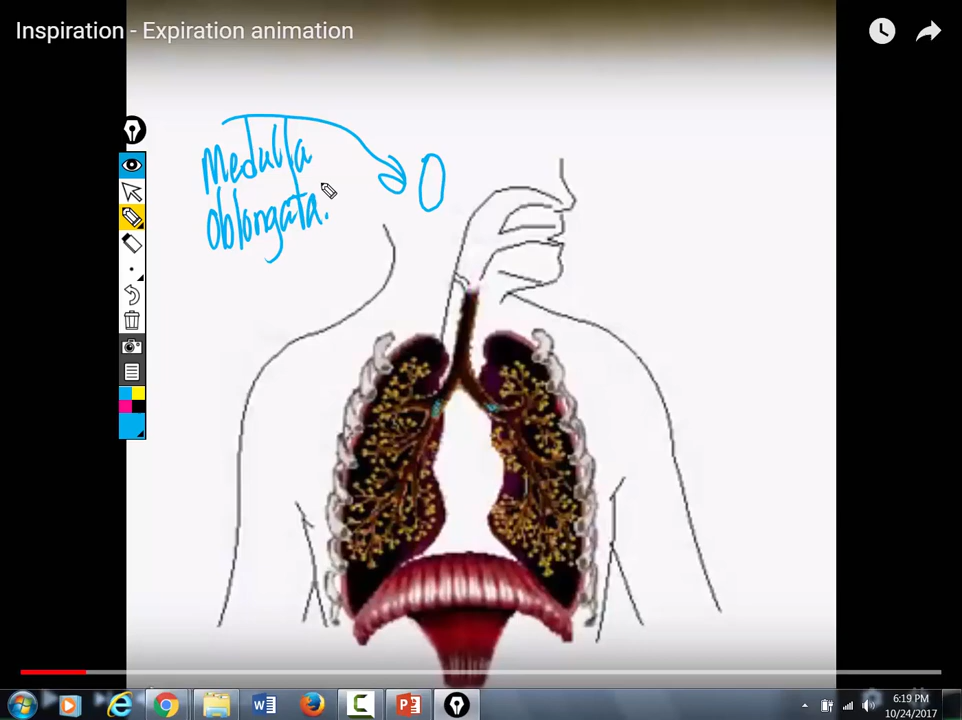 Inspiration - Expiration animation
Medulla
oblongata.
6:19 PM
10/24/2017